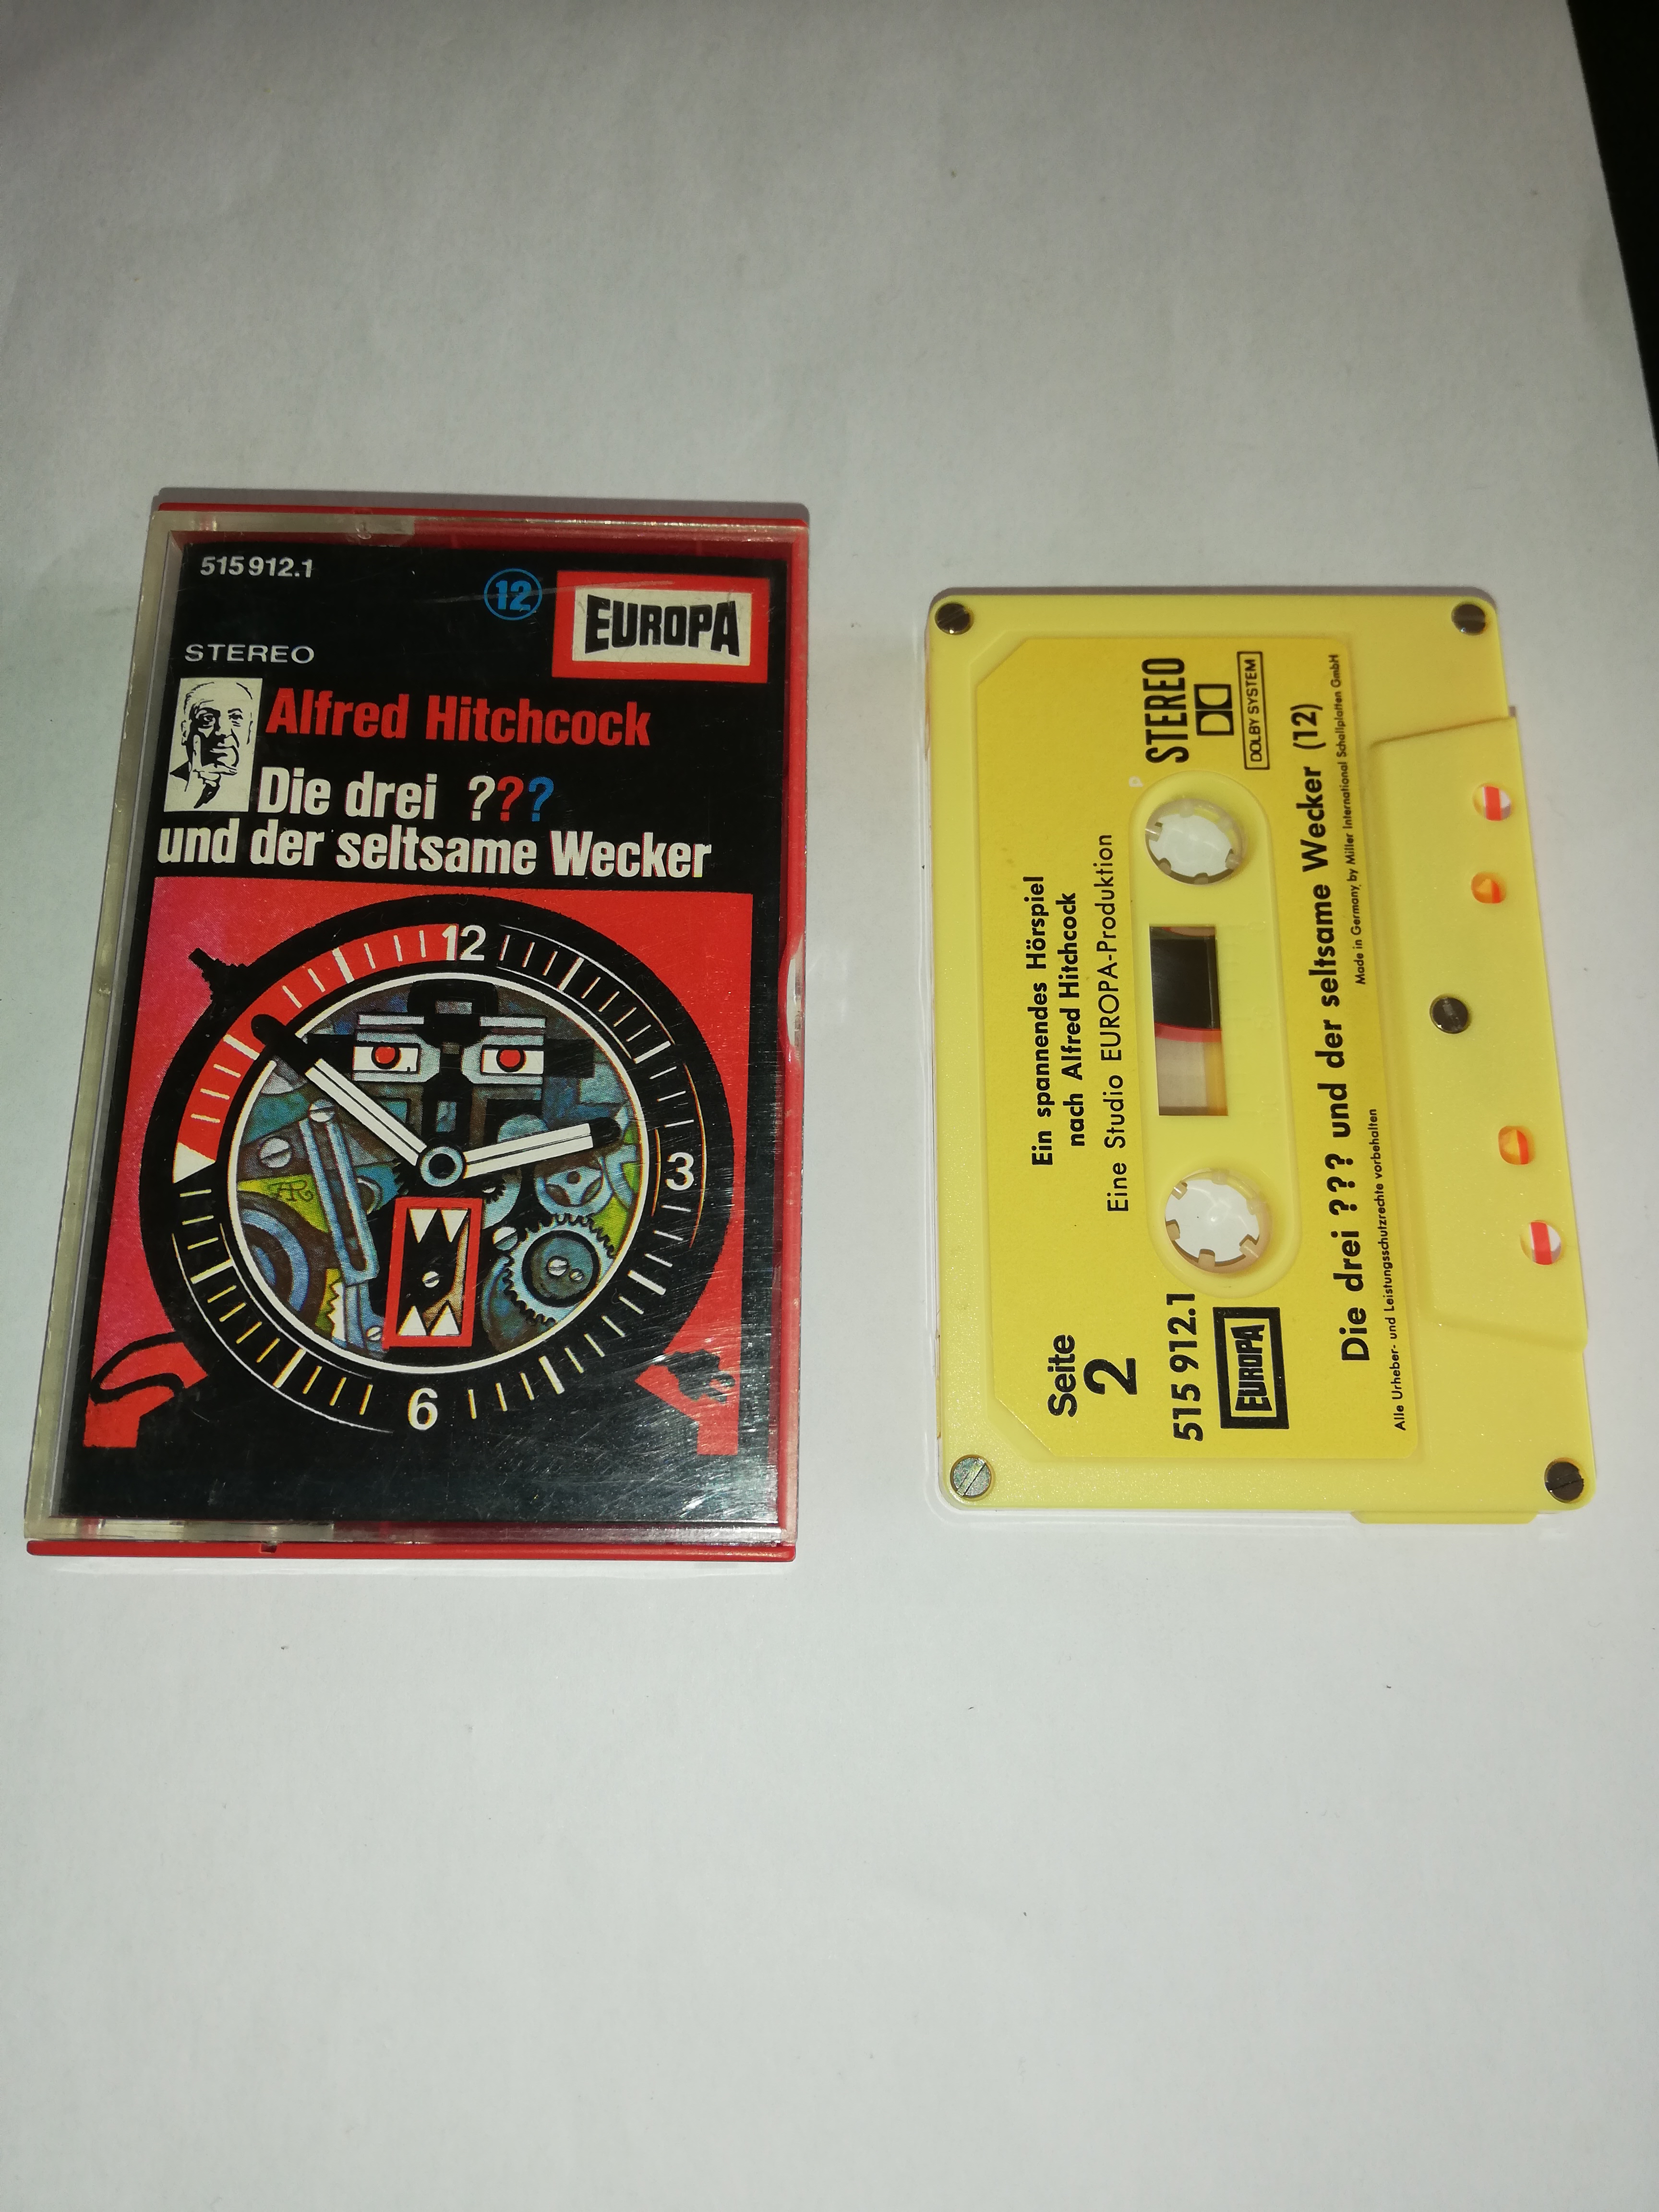 515 912.1
12
EUROPA
STEREO
Alfred Hitchcock
Die drei ???
und der seltsame Wecker
12
3
6
AR
Ein spannendes Hörspiel
nach Alfred Hitchcock
Eine Studio EUROPA-Produktion
Seite
2
STEREO
DOLBY SYSTEM
515 912.1
EUROPA
Die drei ??? und der seltsame Wecker (12)
Made in Germany by Miller International Schallplatten GmbH
Alle Urheber- und Leistungsschutzrechte vorbehalten